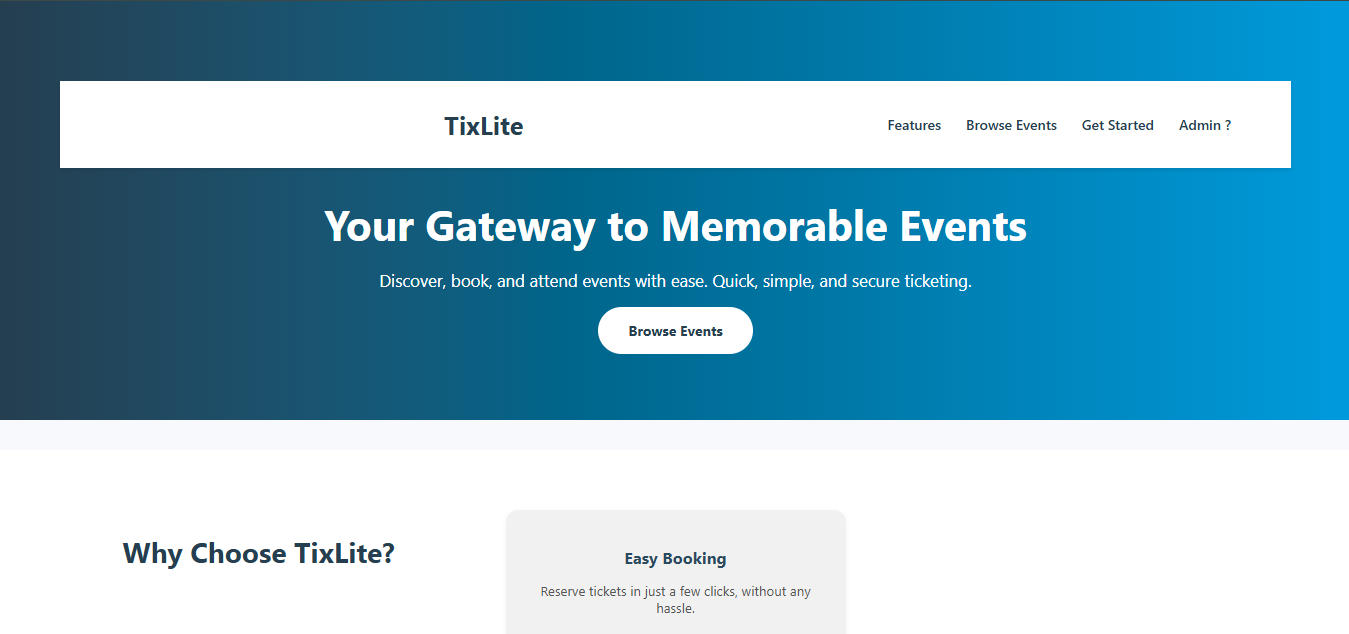 TixLite
Features Browse Events Get Started Admin ?
Your Gateway to Memorable Events
Discover, book, and attend events with ease. Quick, simple, and secure ticketing.
Browse Events
Why Choose TixLite?
Easy Booking
Reserve tickets in just a few clicks, without any
hassle.